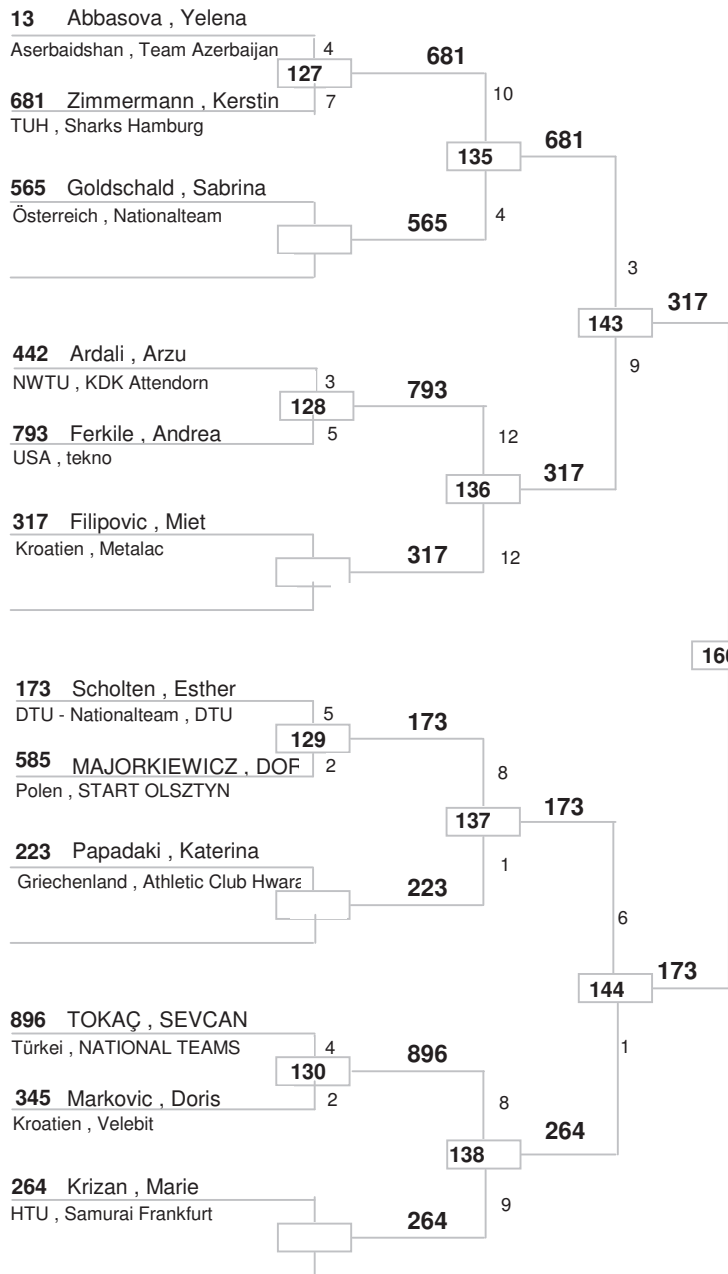 13 Abbasova , Yelena
Aserbaidshan , Team Azerbaijan
4
681
127
681 Zimmermann , Kerstin
7
TUH , Sharks Hamburg
10
681
135
565 Goldschald , Sabrina
Österreich , Nationalteam
565
4
3
317
143
442 Ardali , Arzu
NWTU , KDK Attendorn
3
793
9
128
793 Ferkile , Andrea
5
USA , tekno
12
317
136
317 Filipovic , Miet
Kroatien , Metalac
317
12
173 Scholten , Esther
DTU - Nationalteam , DTU
5
173
129
585 MAJORKIEWICZ , DOR
2
Polen , START OLSZTYN
8
173
137
223 Papadaki , Katerina
Griechenland , Athletic Club Hwara
223
1
6
173
144
896 TOKAÇ , SEVCAN
Türkei , NATIONAL TEAMS
4
896
1
130
345 Markovic , Doris
2
Kroatien , Velebit
8
264
138
264 Krizan , Marie
HTU , Samurai Frankfurt
264
9